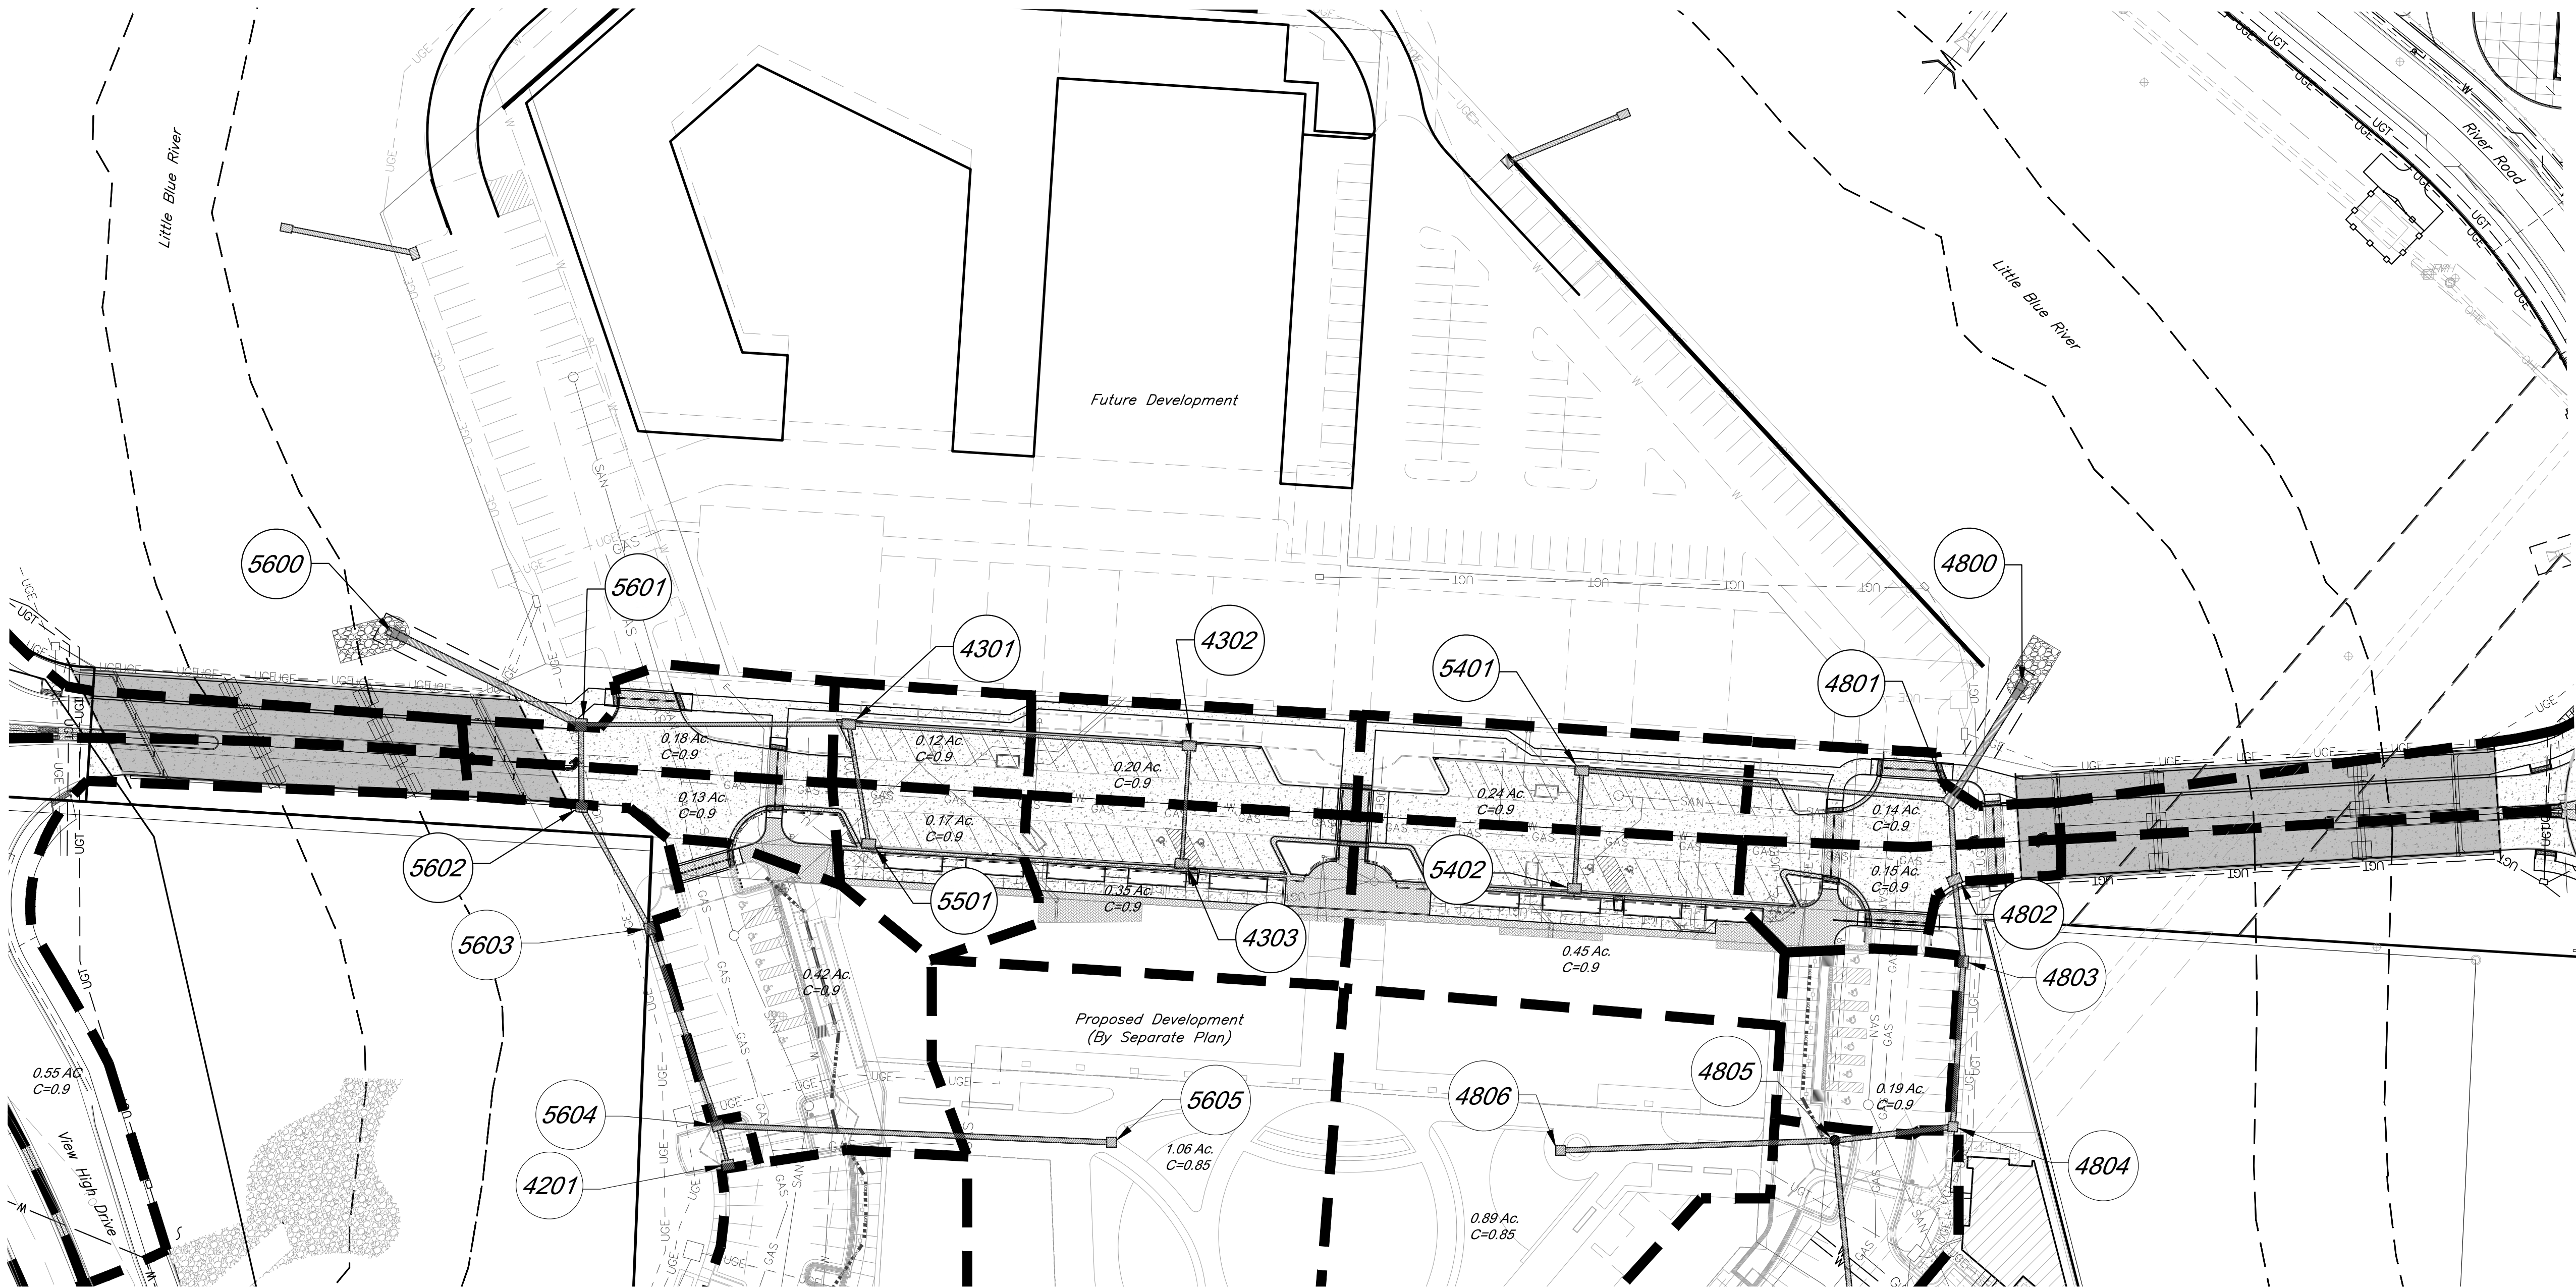 Little Blue River
Little Blue River
River Road
Future Development
5600
5601
4301
4302
5401
4801
4800
0.18 Ac.
C=0.9
0.12 Ac.
C=0.9
0.20 Ac.
C=0.9
0.24 Ac.
C=0.9
0.14 Ac.
C=0.9
0.13 Ac.
C=0.9
0.17 Ac.
C=0.9
0.35 Ac.
C=0.9
0.15 Ac.
C=0.9
5602
5501
5402
4802
5603
4303
4803
0.42 Ac.
C=0.9
0.45 Ac.
C=0.9
Proposed Development
(By Separate Plan)
0.55 AC
C=0.9
View High Drive
5604
5605
4806
4805
0.19 Ac.
C=0.9
4201
4804
1.06 Ac.
C=0.85
0.89 Ac.
C=0.85
UGE
UGT
SAN
GAS
W